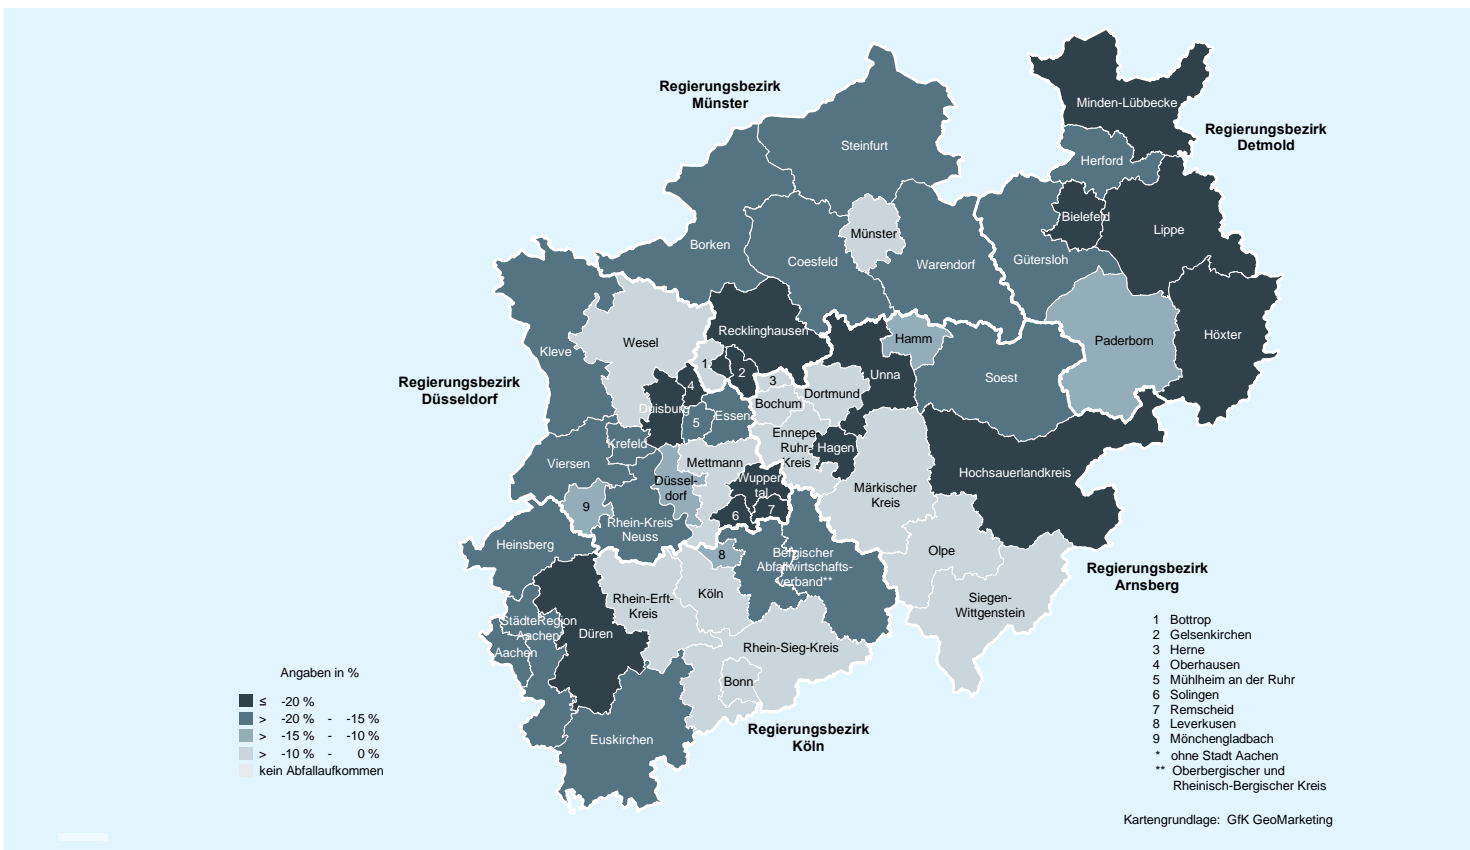 Regierungsbezirk
Münster
Minden-Lübbecke
Regierungsbezirk
Detmold
Steinfurt
Herford
Bielefeld
Lippe
Münster
Borken
Coesfeld
Warendorf
Gütersloh
Recklinghausen
Hamm
Paderborn
Höxter
Wesel
Kleve
1
2
3
4
Unna
Soest
Regierungsbezirk
Düsseldorf
Dortmund
Duisburg
Bochum
Essen
5
Krefeld
Ennepe-
Ruhr-
Kreis
Hagen
Viersen
Mettmann
Hochsauerlandkreis
Düssel-
dorf
Wupper-
tal
Märkischer
Kreis
9
6
7
Rhein-Kreis
Neuss
Heinsberg
8
Bergischer
Abfallwirtschafts-
verband**
Olpe
Regierungsbezirk
Arnsberg
Rhein-Erft-
Kreis
Köln
Siegen-
Wittgenstein
StädteRegion
Aachen*
Aachen
Düren
Rhein-Sieg-Kreis
Bonn
Euskirchen
Regierungsbezirk
Köln
Angaben in %
≤ -20 %
> -20 % - -15 %
> -15 % - -10 %
> -10 % - 0 %
kein Abfallaufkommen
1 Bottrop
2 Gelsenkirchen
3 Herne
4 Oberhausen
5 Mühlheim an der Ruhr
6 Solingen
7 Remscheid
8 Leverkusen
9 Mönchengladbach
* ohne Stadt Aachen
** Oberbergischer und
Rheinisch-Bergischer Kreis
Kartengrundlage: GfK GeoMarketing